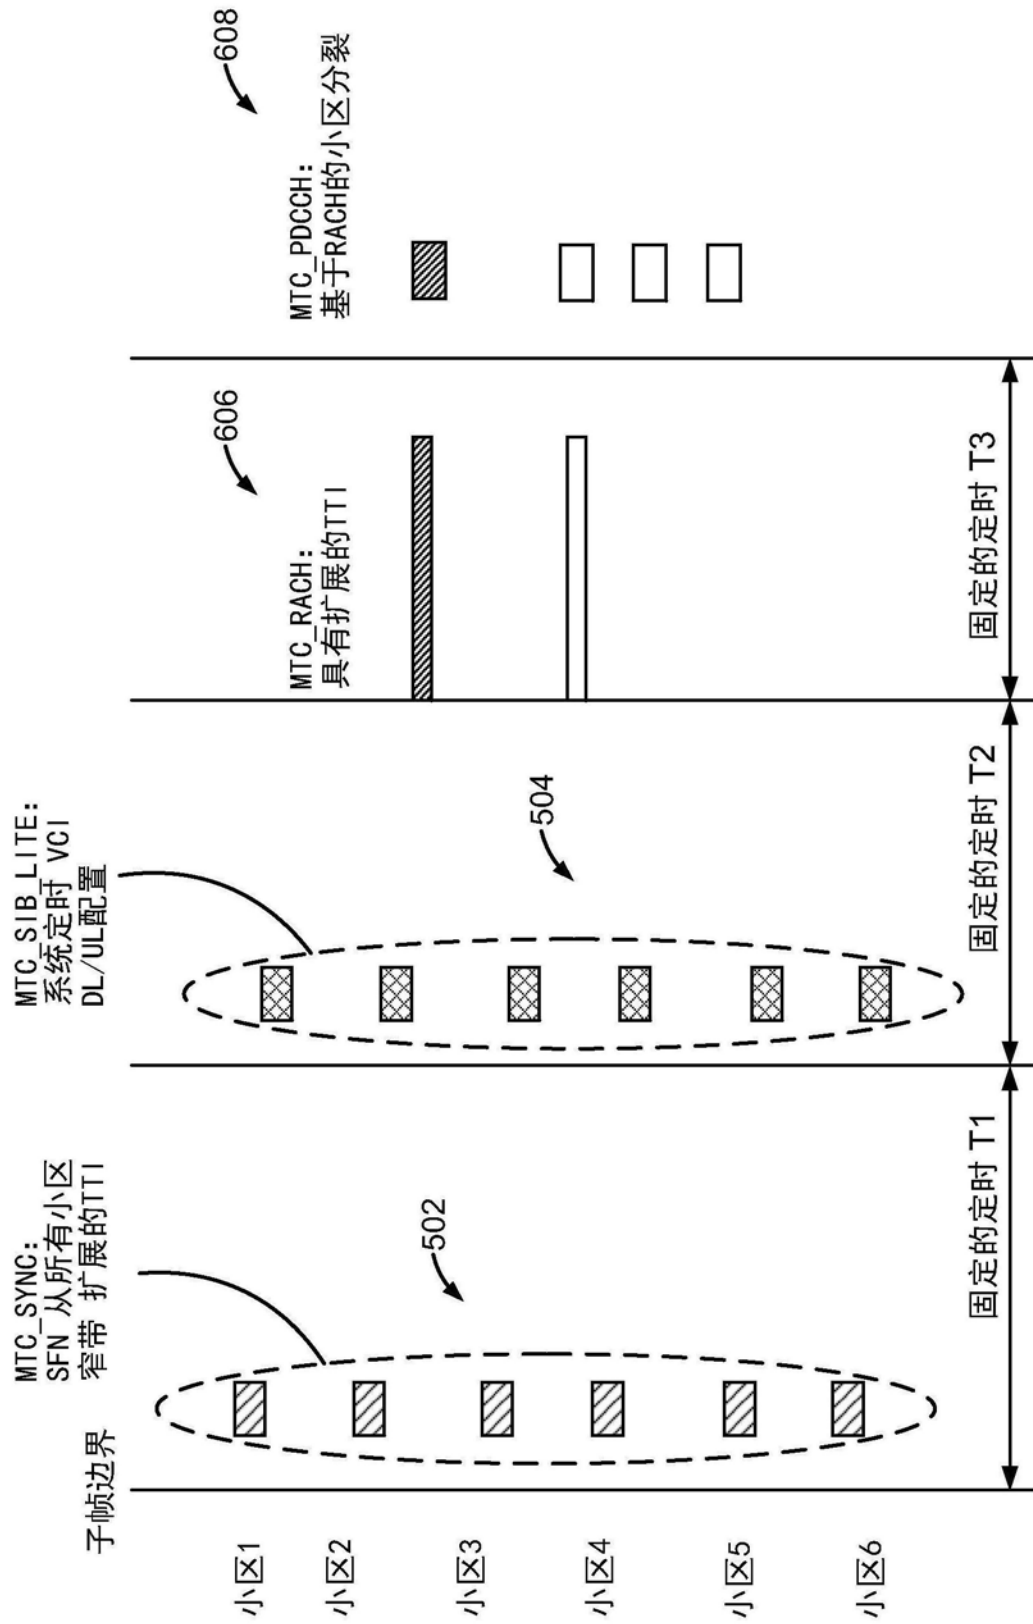 MTC_SYNC:
SFN 从所有小区
窄带 扩展的TTI
MTC_SIB_LITE:
系统定时 VCI
DL/UL配置
MTC_RACH:
具有扩展的TTI
MTC_PDCCH:
基于RACH的小区分裂
子帧边界
502
504
606
608
小区1
小区2
小区3
小区4
小区5
小区6
固定的定时 T1
固定的定时 T2
固定的定时 T3